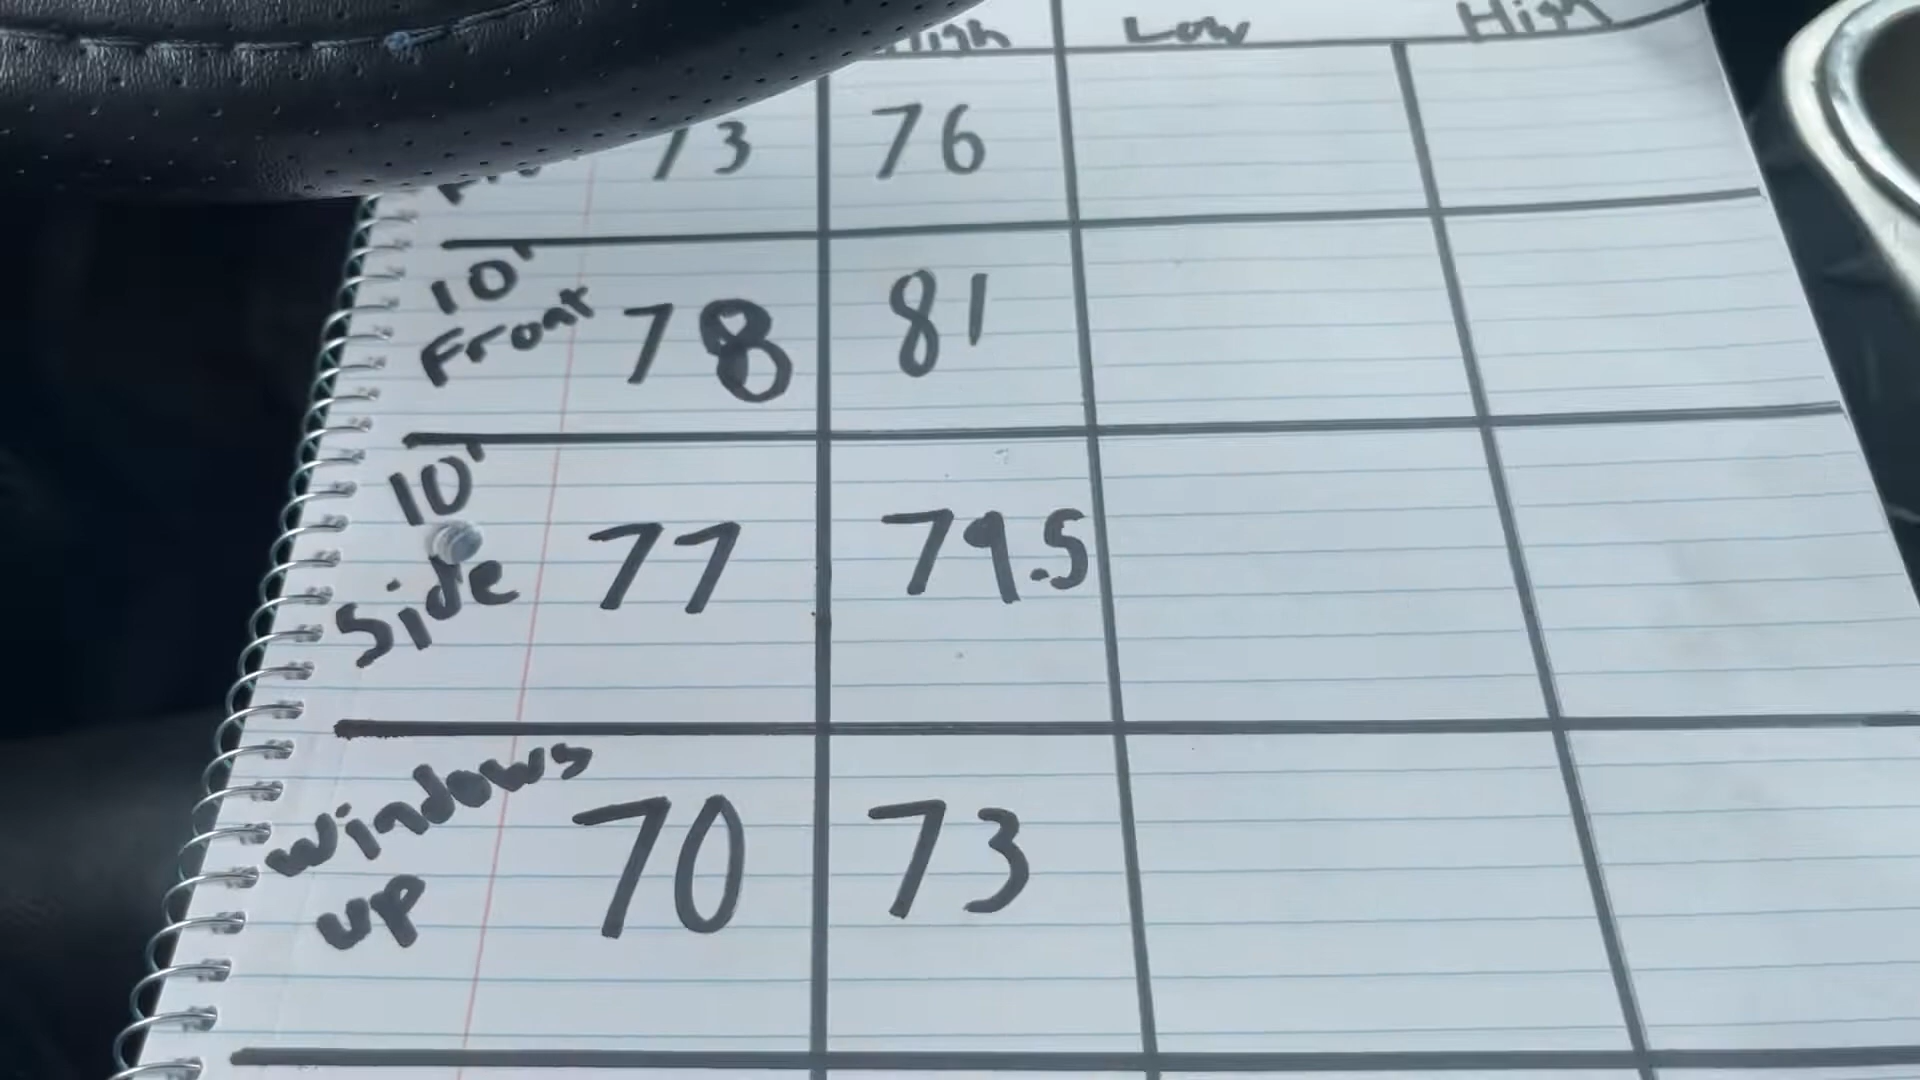 High Low High
73 76
10'
Front 78 81
10'
Side 77 79.5
Windows
up 70 73